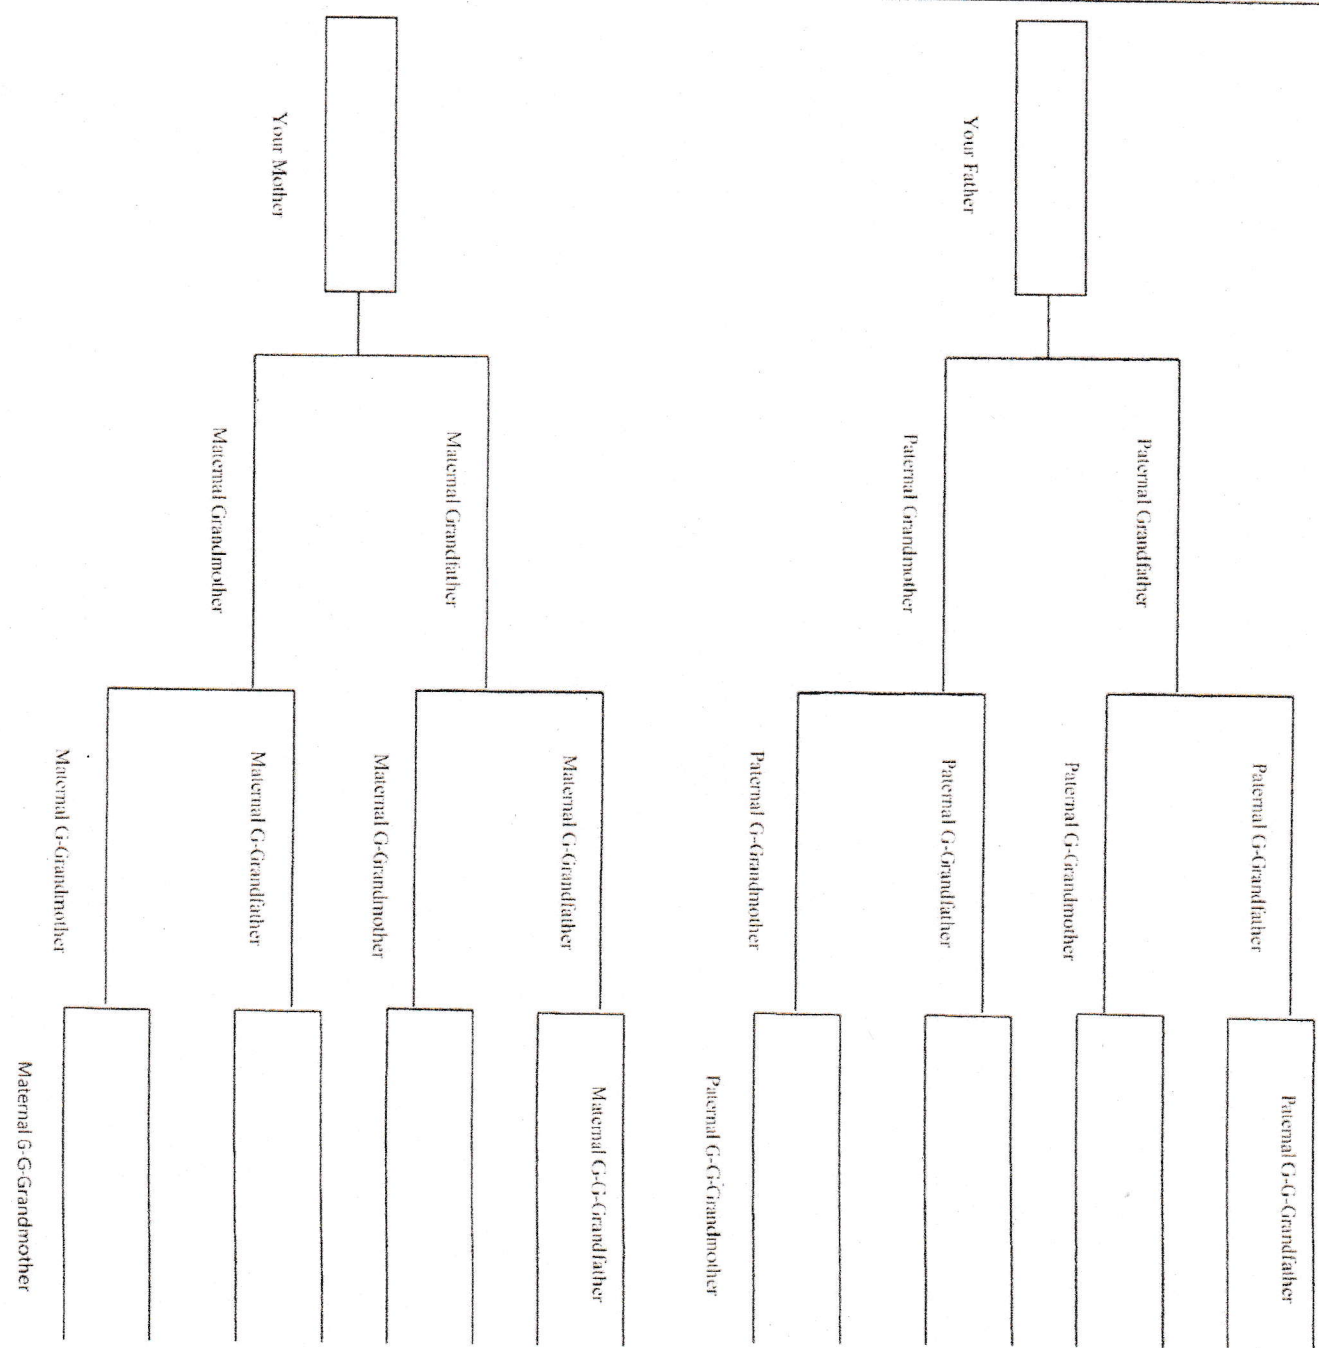 Your Father
Paternal Grandfather
Paternal Grandmother
Paternal G-Grandfather
Paternal G-Grandmother
Paternal G-Grandfather
Paternal G-Grandmother
Paternal G-G-Grandfather
Paternal G-G-Grandmother
Your Mother
Maternal Grandfather
Maternal Grandmother
Maternal G-Grandfather
Maternal G-Grandmother
Maternal G-Grandfather
Maternal G-Grandmother
Maternal G-G-Grandfather
Maternal G-G-Grandmother